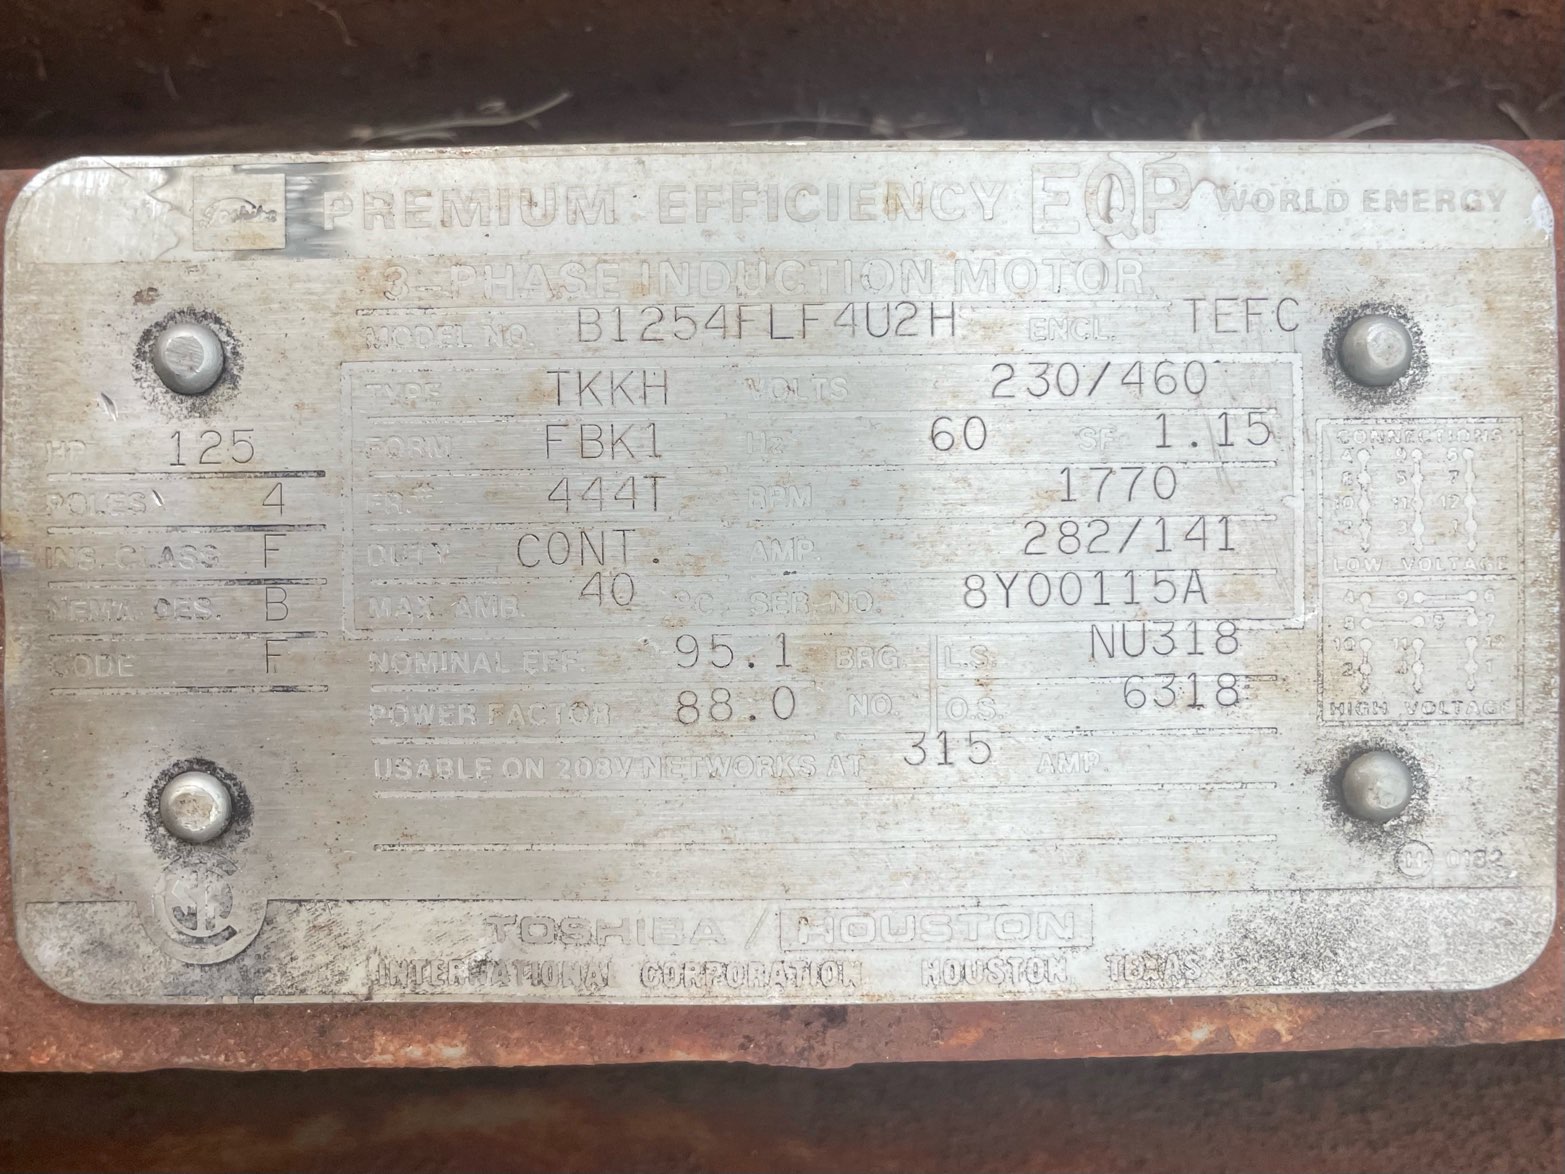 PREMIUM EFFICIENCY EQP WORLD ENERGY
3-PHASE INDUCTION MOTOR
MODEL NO. B1254FLF4U2H ENCL. TEFC
TYPE TKKH VOLTS 230/460
HP 125 FORM FBK1 Hz 60 SF 1.15
POLES 4 FR. 444T RPM 1770
INS. CLASS F DUTY CONT. AMP. 282/141
NEMA DES. B MAX. AMB. 40 °C SER. NO. 8Y00115A
CODE F NOMINAL EFF. 95.1 BRG L.S. NU318
POWER FACTOR 88.0 NO. O.S. 6318
USABLE ON 208V NETWORKS AT 315 AMP.
CONNECTIONS
LOW VOLTAGE
HIGH VOLTAGE
H 0132
TOSHIBA / HOUSTON
INTERNATIONAL CORPORATION HOUSTON TEXAS